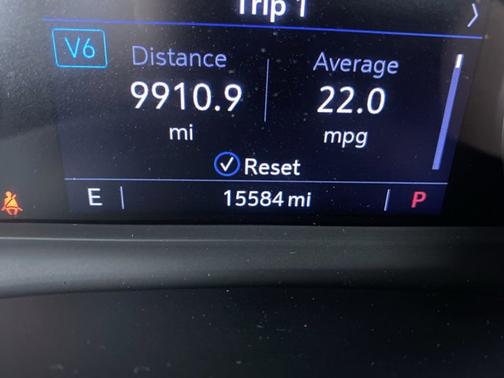 Trip 1
V6 Distance Average
9910.9 22.0
mi mpg
Reset
E 15584 mi P